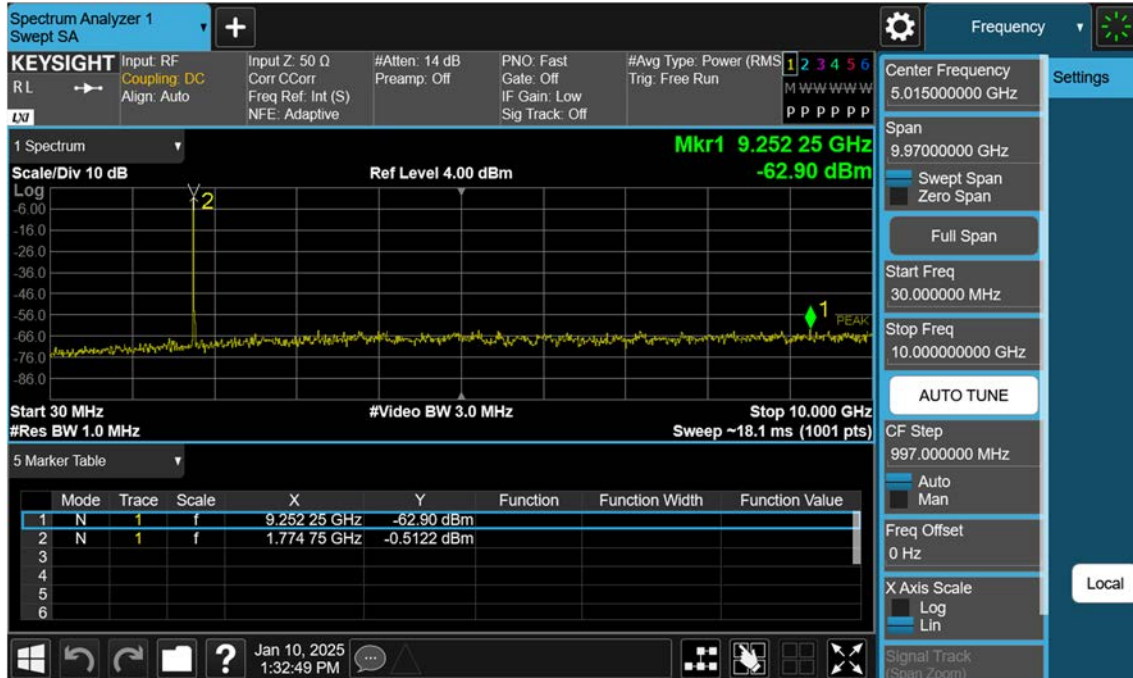 Spectrum Analyzer 1
Swept SA
Frequency
KEYSIGHT
R L
LXI
Input: RF
Coupling: DC
Align: Auto
Input Z: 50 Ω
Corr CCorr
Freq Ref: Int (S)
NFE: Adaptive
#Atten: 14 dB
Preamp: Off
PNO: Fast
Gate: Off
IF Gain: Low
Sig Track: Off
#Avg Type: Power (RMS
Trig: Free Run
1 2 3 4 5 6
M W W W W W
P P P P P P
1 Spectrum
Scale/Div 10 dB
Ref Level 4.00 dBm
Mkr1 9.252 25 GHz
-62.90 dBm
Log
-6.00
-16.0
-26.0
-36.0
-46.0
-56.0
-66.0
-76.0
-86.0
2
1
PEAK
Start 30 MHz
#Video BW 3.0 MHz
Stop 10.000 GHz
#Res BW 1.0 MHz
Sweep ~18.1 ms (1001 pts)
5 Marker Table
Mode Trace Scale X Y Function Function Width Function Value
1 N 1 f 9.252 25 GHz -62.90 dBm
2 N 1 f 1.774 75 GHz -0.5122 dBm
3
4
5
6
?
Jan 10, 2025
1:32:49 PM
Center Frequency
5.015000000 GHz
Span
9.97000000 GHz
Swept Span
Zero Span
Full Span
Start Freq
30.000000 MHz
Stop Freq
10.000000000 GHz
AUTO TUNE
CF Step
997.000000 MHz
Auto
Man
Freq Offset
0 Hz
X Axis Scale
Log
Lin
Signal Track
(Span Zoom)
Settings
Local